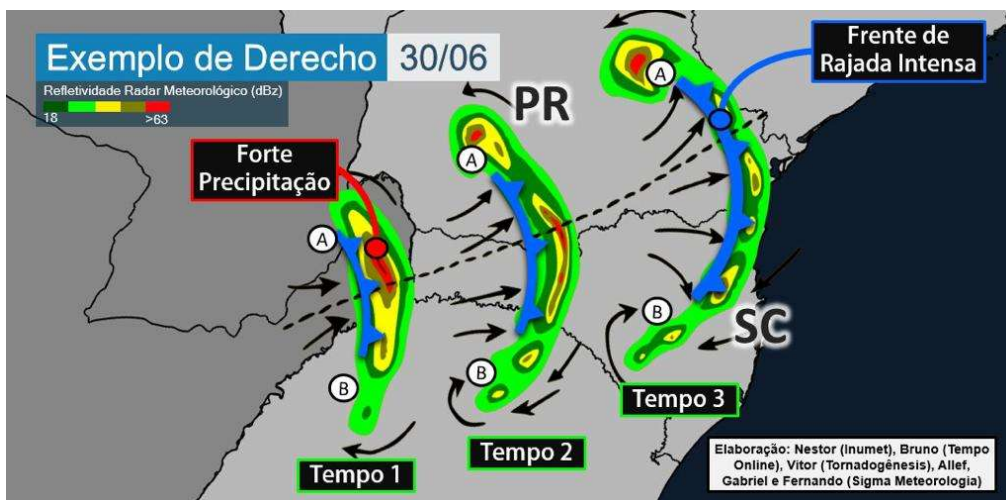 Exemplo de Derecho 30/06
Refletividade Radar Meteorológico (dBz)
18 >63
Frente de
Rajada Intensa
PR
Forte
Precipitação
A
A
A
B
B
B
SC
Tempo 1
Tempo 2
Tempo 3
Elaboração: Nestor (Inumet), Bruno (Tempo
Online), Vitor (Tornadogênesis), Allef,
Gabriel e Fernando (Sigma Meteorologia)